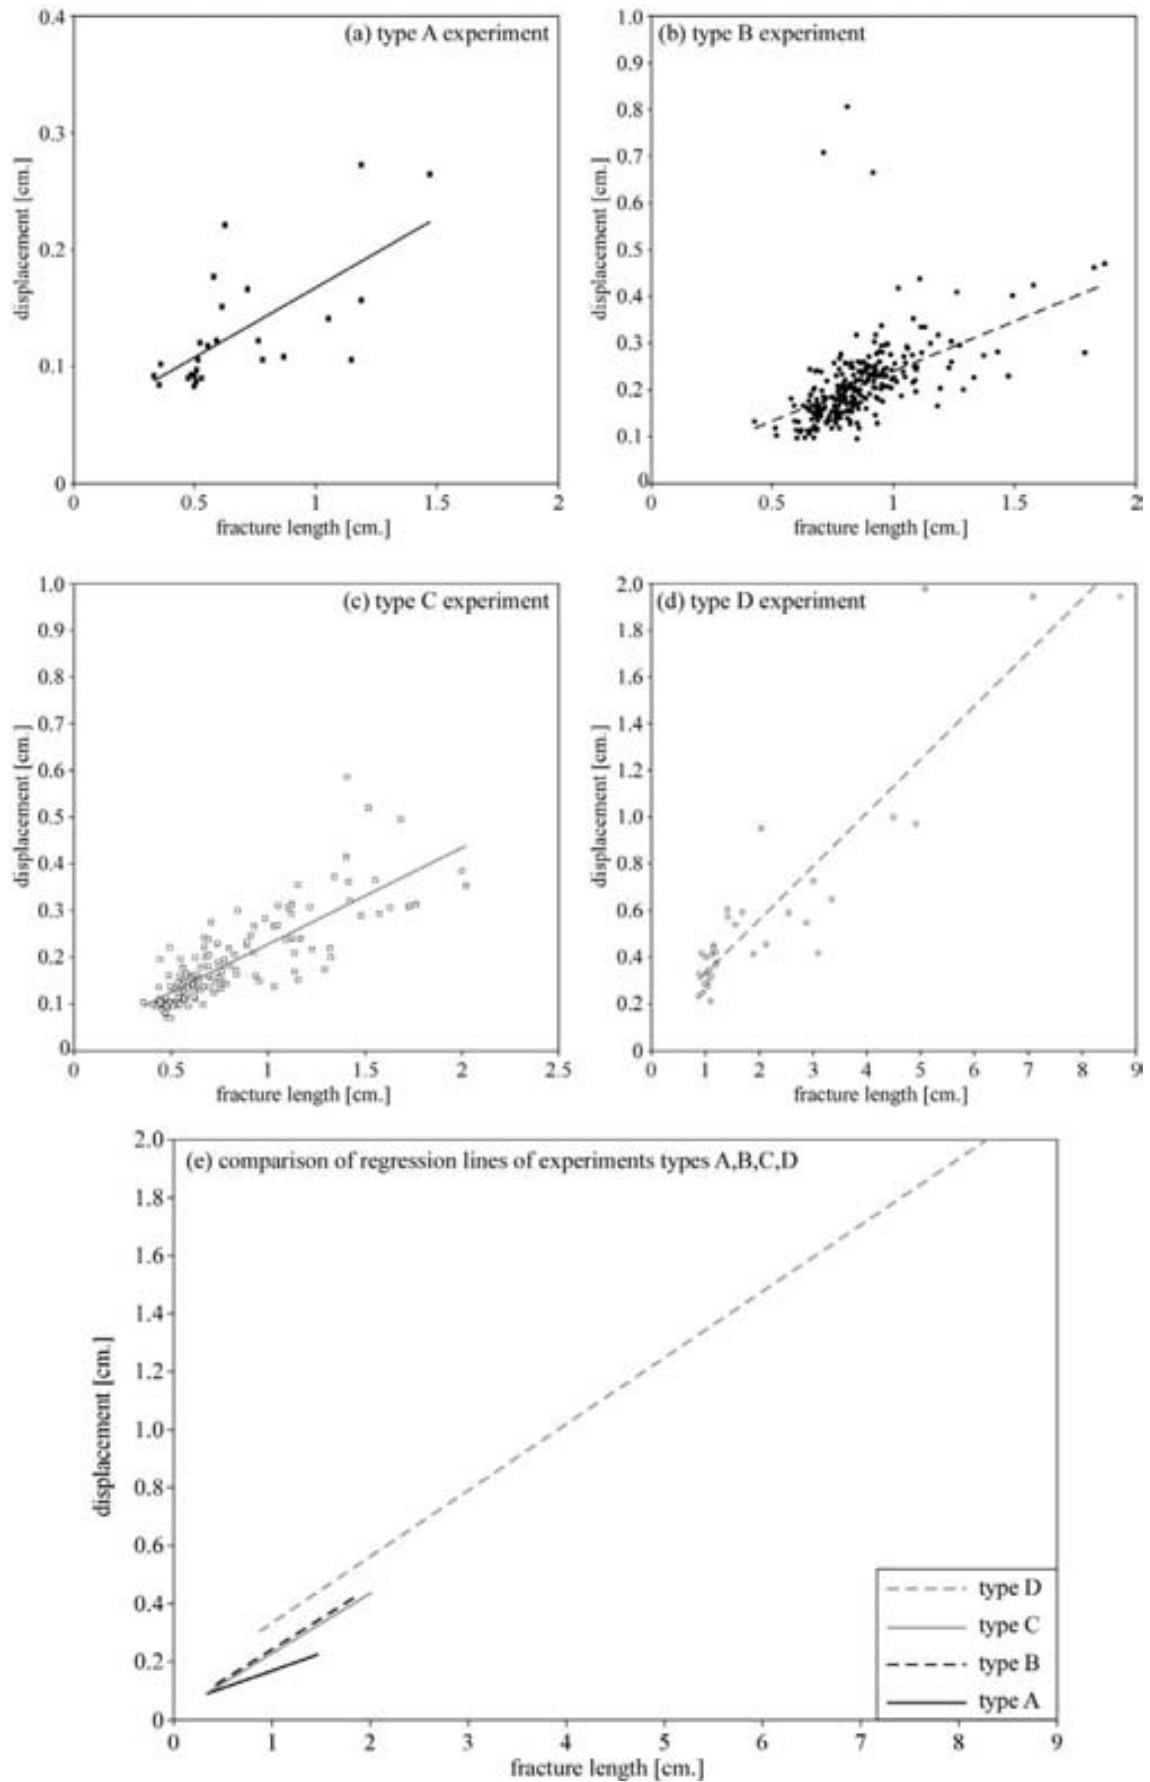 (a) type A experiment
0.4
0.3
0.2
0.1
0
displacement [cm.]
0 0.5 1 1.5 2
fracture length [cm.]
(b) type B experiment
1.0
0.9
0.8
0.7
0.6
0.5
0.4
0.3
0.2
0.1
0
displacement [cm.]
0 0.5 1 1.5 2
fracture length [cm.]
(c) type C experiment
1.0
0.9
0.8
0.7
0.6
0.5
0.4
0.3
0.2
0.1
0
displacement [cm.]
0 0.5 1 1.5 2 2.5
fracture length [cm.]
(d) type D experiment
2.0
1.8
1.6
1.4
1.2
1.0
0.8
0.6
0.4
0.2
0
displacement [cm.]
0 1 2 3 4 5 6 7 8 9
fracture length [cm.]
(e) comparison of regression lines of experiments types A,B,C,D
2.0
1.8
1.6
1.4
1.2
1.0
0.8
0.6
0.4
0.2
0
displacement [cm.]
type D
type C
type B
type A
0 1 2 3 4 5 6 7 8 9
fracture length [cm.]